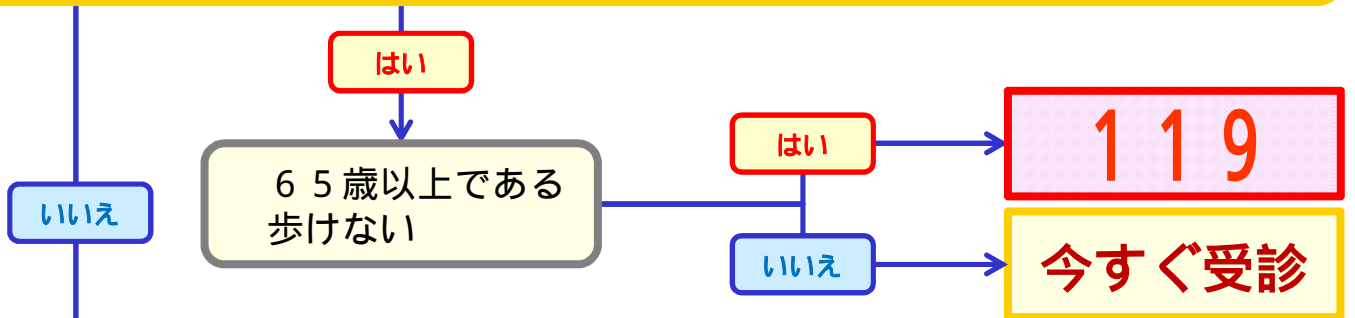 はい
はい
119
65歳以上である
歩けない
いいえ
いいえ
今すぐ受診